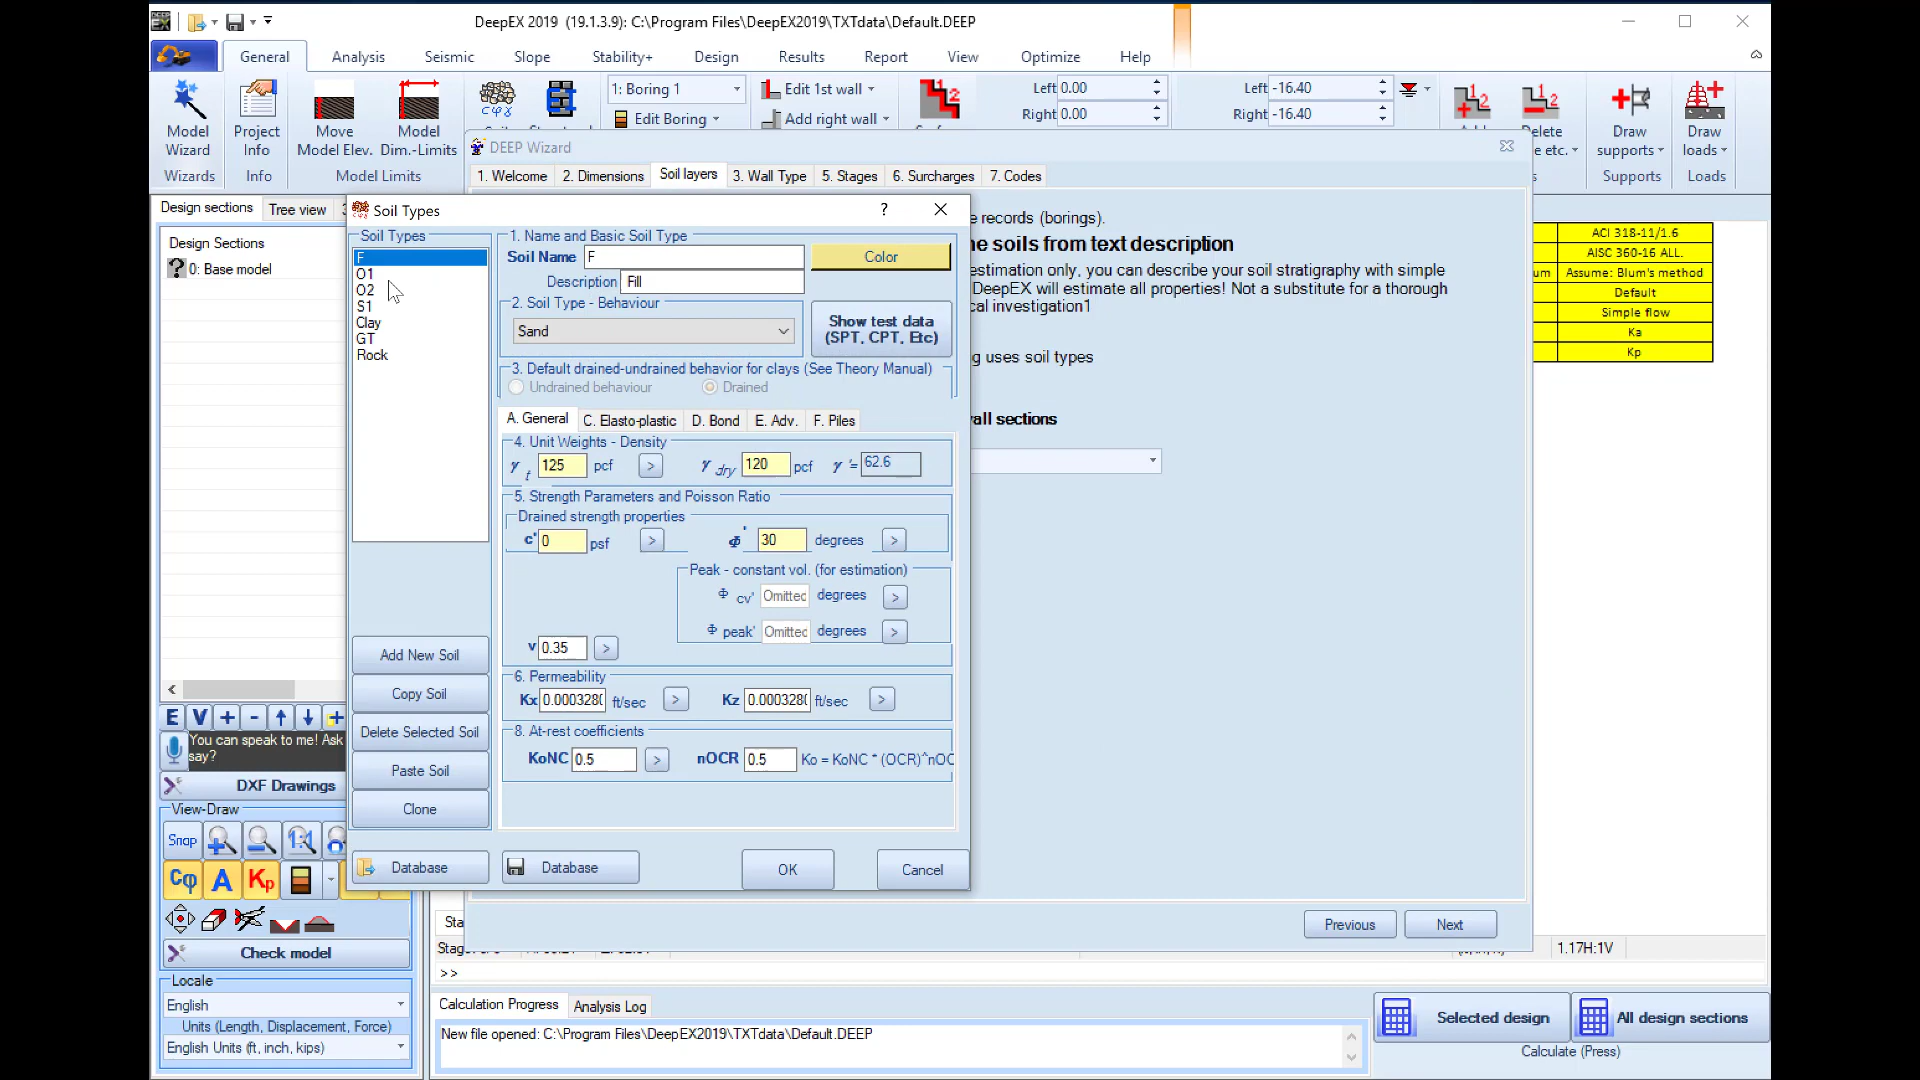 DEEP EX
DeepEX 2019 (19.1.3.9): C:\Program Files\DeepEX2019\TXTdata\Default.DEEP
General Analysis Seismic Slope Stability+ Design Results Report View Optimize Help
1: Boring 1 Edit 1st wall Left 0.00 Left -16.40
Edit Boring Add right wall Right 0.00 Right -16.40
Model Wizard
Project Info
Move Model Elev.
Model Dim.-Limits
Delete
etc.
Draw supports
Draw loads
Wizards Info Model Limits Supports Loads
DEEP Wizard
1. Welcome 2. Dimensions Soil layers 3. Wall Type 5. Stages 6. Surcharges 7. Codes
Design sections Tree view
Design Sections
0: Base model
Soil Types
Soil Types
F
O1
O2
S1
Clay
GT
Rock
1. Name and Basic Soil Type
Soil Name F Color
Description Fill
2. Soil Type - Behaviour
Sand
Show test data
(SPT, CPT, Etc)
3. Default drained-undrained behavior for clays (See Theory Manual)
Undrained behaviour Drained
A. General C. Elasto-plastic D. Bond E. Adv. F. Piles
4. Unit Weights - Density
γ t 125 pcf > γ dry 120 pcf γ '= 62.6
5. Strength Parameters and Poisson Ratio
Drained strength properties
c' 0 psf > Φ' 30 degrees >
Peak - constant vol. (for estimation)
Φ cv' Omitted degrees >
Φ peak' Omitted degrees >
v 0.35 >
6. Permeability
Kx 0.000328( ft/sec > Kz 0.000328( ft/sec >
8. At-rest coefficients
KoNC 0.5 > nOCR 0.5 Ko = KoNC * (OCR)^nOC
Add New Soil
Copy Soil
Delete Selected Soil
Paste Soil
Clone
Database Database OK Cancel
e records (borings).
e soils from text description
estimation only, you can describe your soil stratigraphy with simple
DeepEX will estimate all properties! Not a substitute for a thorough
cal investigation1
g uses soil types
all sections
ACI 318-11/1.6
AISC 360-16 ALL.
um Assume: Blum's method
Default
Simple flow
Ka
Kp
E V + -
You can speak to me! Ask
say?
DXF Drawings
View-Draw
Snap 1:1
Cφ A Kp
Check model
Locale
English
Units (Length, Displacement, Force)
English Units (ft, inch, kips)
Previous Next
Sta
1.17H:1V
>>
Calculation Progress Analysis Log
New file opened: C:\Program Files\DeepEX2019\TXTdata\Default.DEEP
Selected design All design sections
Calculate (Press)